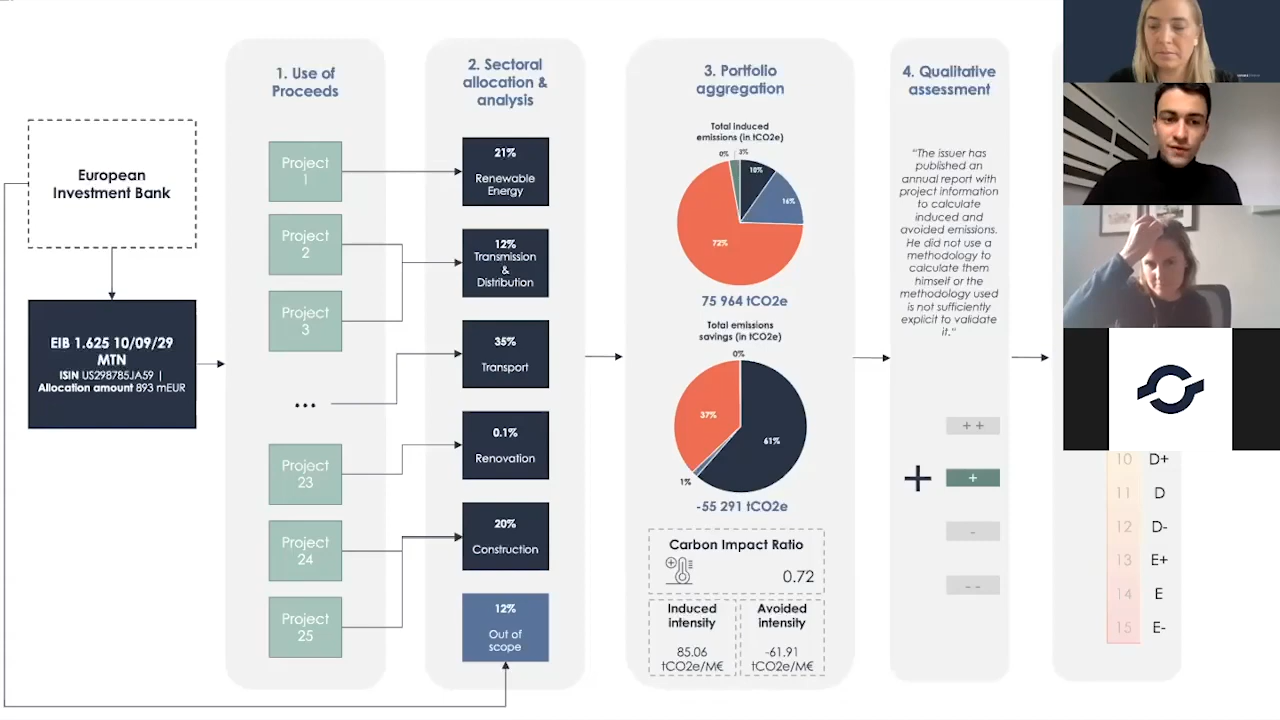 1. Use of
Proceeds
2. Sectoral
allocation &
analysis
3. Portfolio
aggregation
4. Qualitative
assessment
European
Investment Bank
EIB 1.625 10/09/29
MTN
ISIN US298785JA59 |
Allocation amount 893 mEUR
Project
1
Project
2
Project
3
...
Project
23
Project
24
Project
25
21%
Renewable
Energy
12%
Transmission
&
Distribution
35%
Transport
0.1%
Renovation
20%
Construction
12%
Out of
scope
Total induced
emissions (in tCO2e)
0%
3%
10%
16%
72%
75 964 tCO2e
Total emissions
savings (in tCO2e)
0%
37%
61%
1%
-55 291 tCO2e
Carbon Impact Ratio
0.72
Induced
intensity
85.06
tCO2e/M€
Avoided
intensity
-61.91
tCO2e/M€
"The issuer has
published an
annual report with
project information
to calculate
induced and
avoided emissions.
He did not use a
methodology to
calculate them
himself or the
methodology used
is not sufficiently
explicit to validate
it."
+ +
+
+
-
- -
10 D+
11 D
12 D-
13 E+
14 E
15 E-